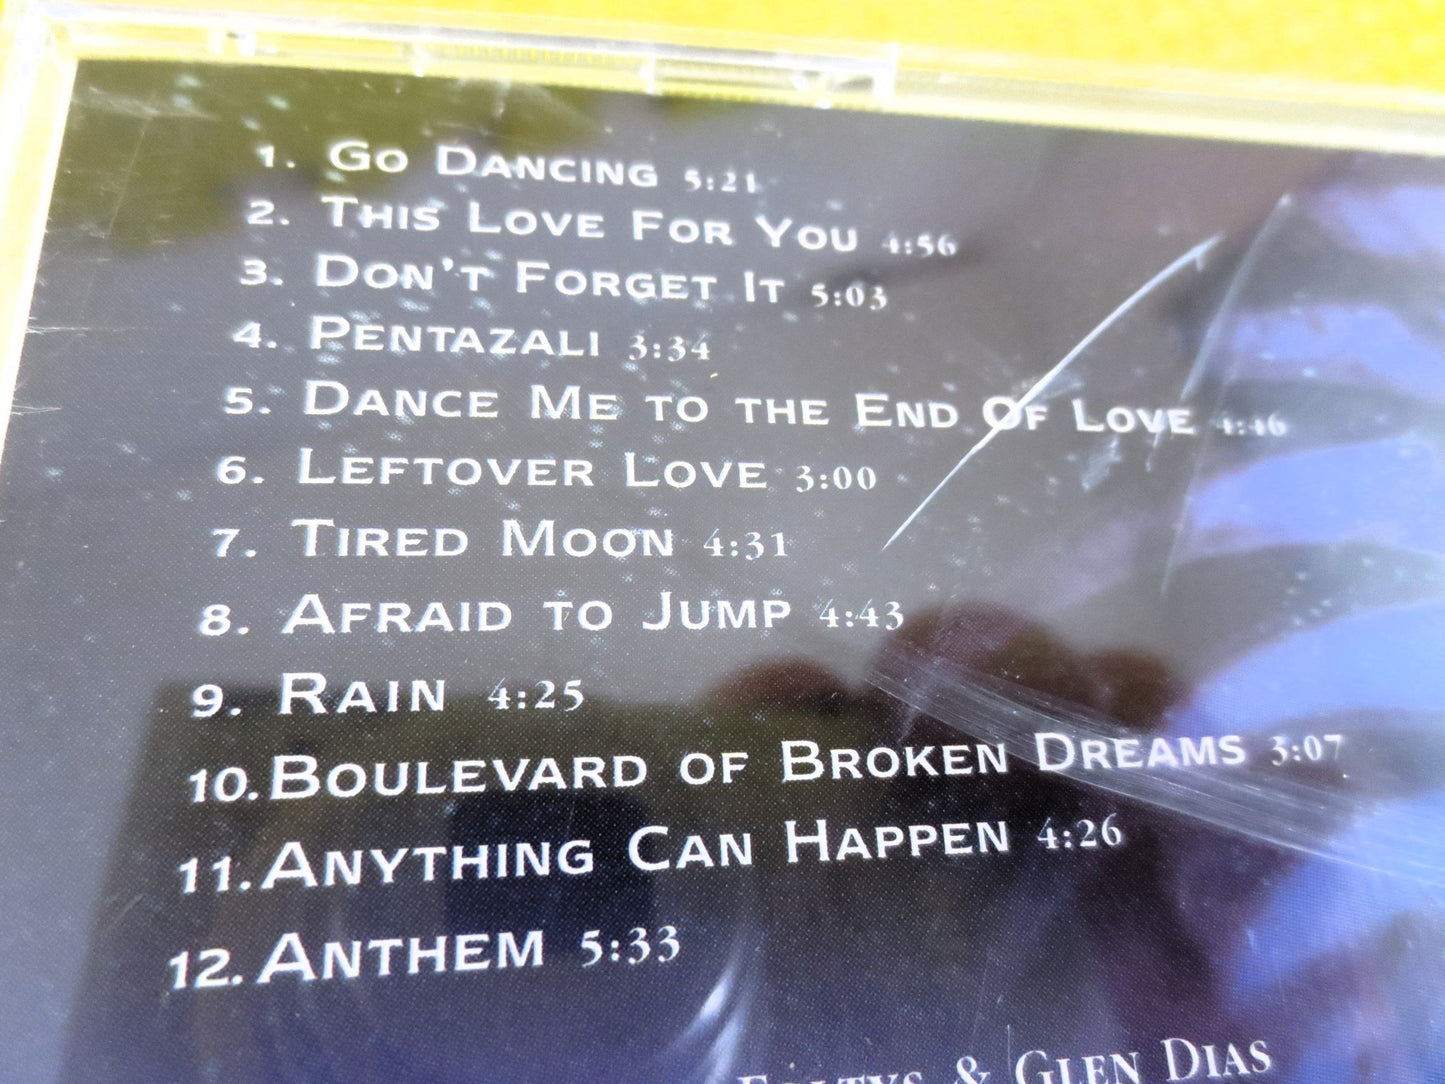 1. Go Dancing 5:21
2. This Love For You 4:56
3. Don't Forget It 5:03
4. Pentazali 3:34
5. Dance Me to the End Of Love 4:46
6. Leftover Love 3:00
7. Tired Moon 4:31
8. Afraid to Jump 4:43
9. Rain 4:25
10. Boulevard of Broken Dreams 3:07
11. Anything Can Happen 4:26
12. Anthem 5:33
& Glen Dias